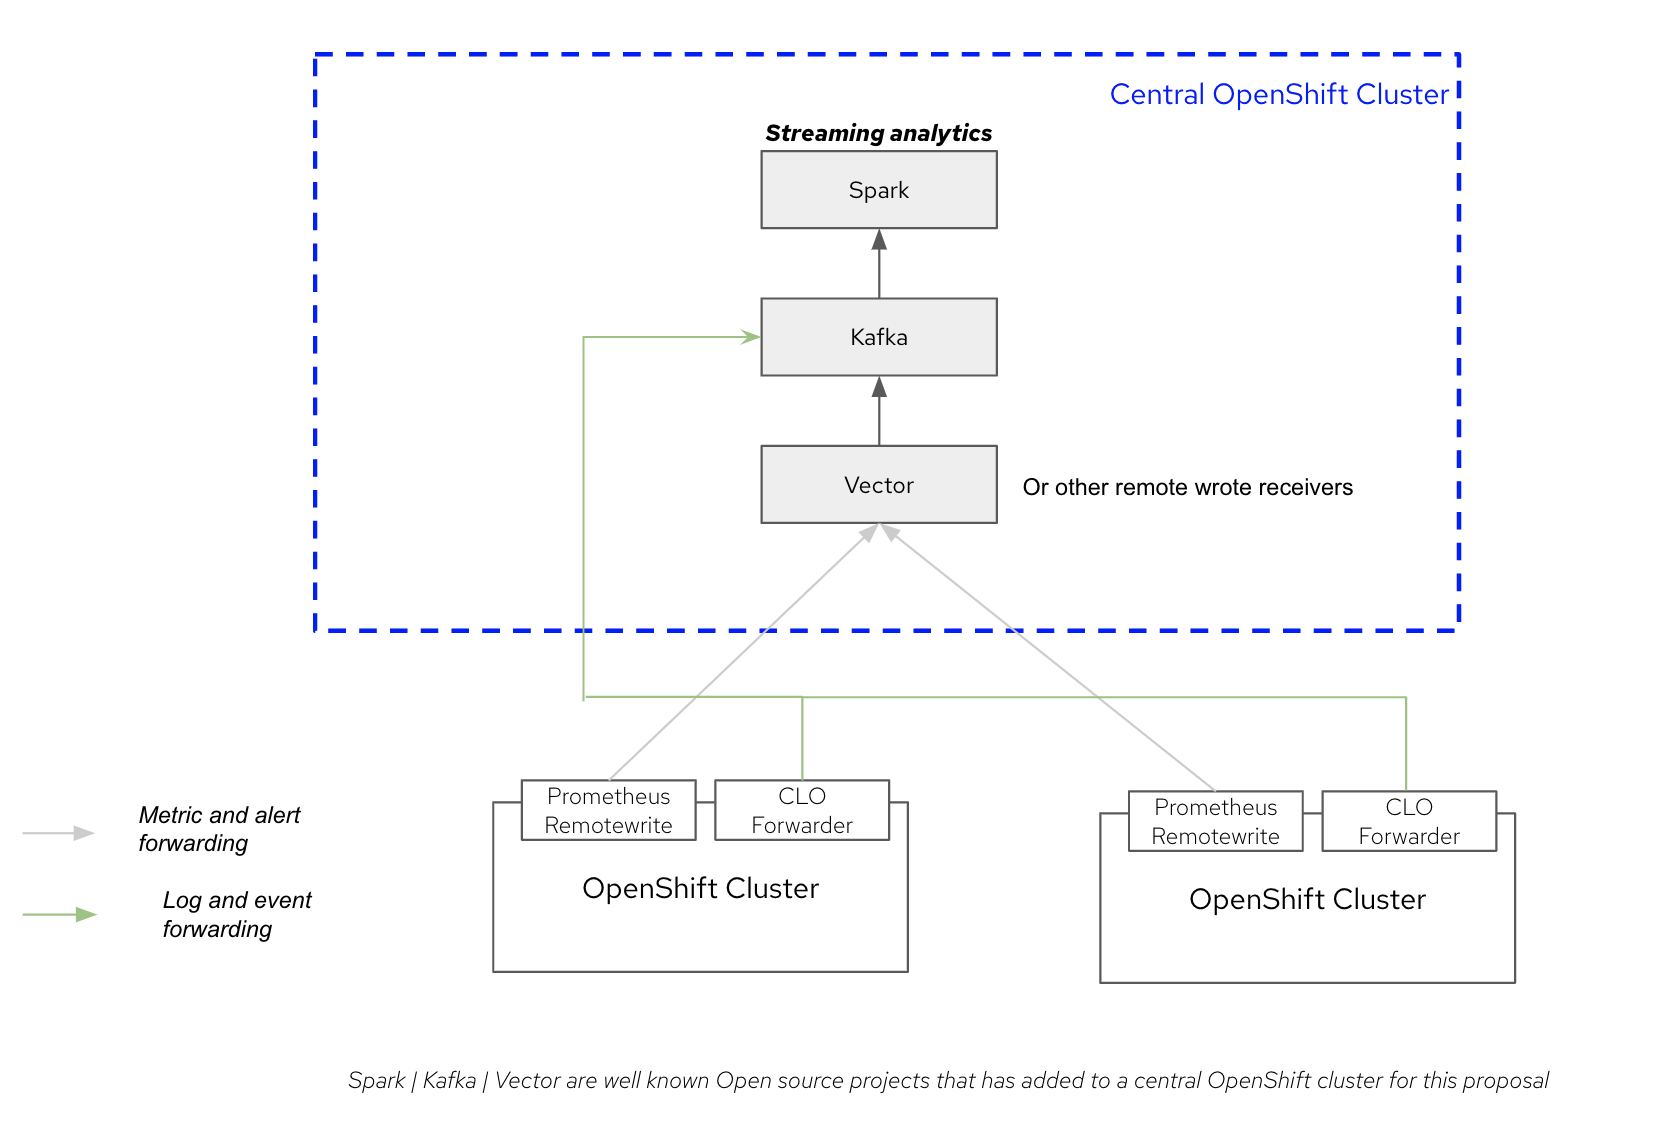 Central OpenShift Cluster
Streaming analytics
Spark
Kafka
Vector
Or other remote wrote receivers
Prometheus
Remotewrite
CLO
Forwarder
OpenShift Cluster
Prometheus
Remotewrite
CLO
Forwarder
OpenShift Cluster
Metric and alert
forwarding
Log and event
forwarding
Spark | Kafka | Vector are well known Open source projects that has added to a central OpenShift cluster for this proposal